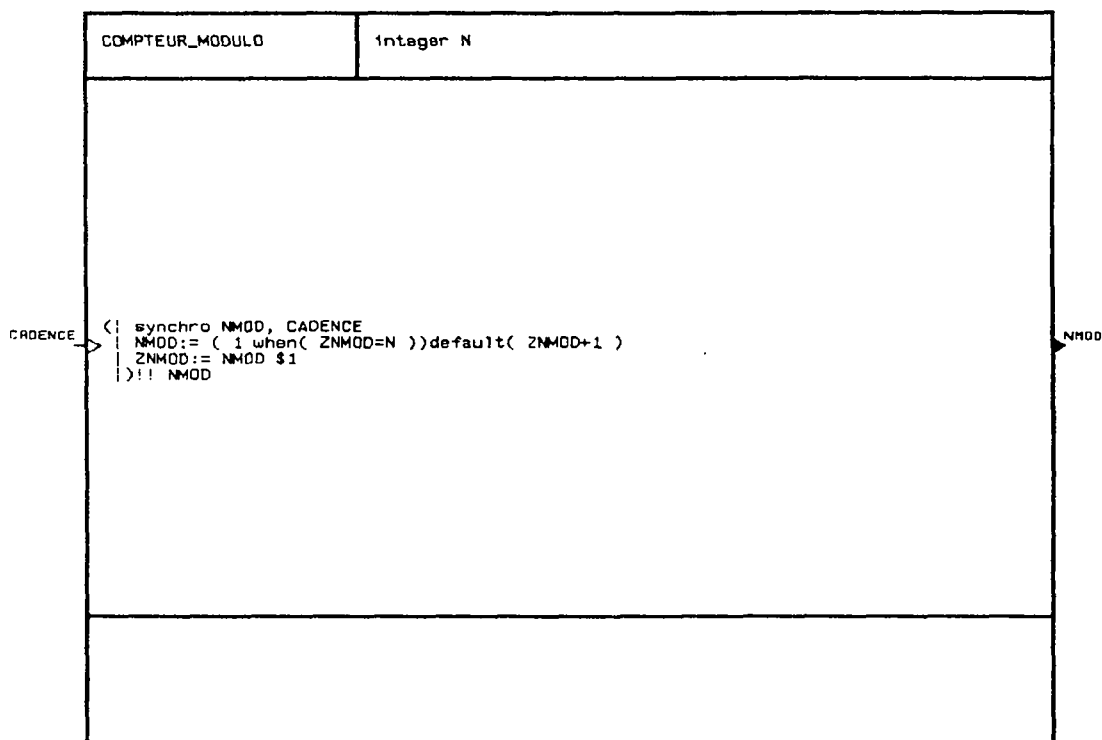 COMPTEUR_MODULO
integer N
CADENCE
(| synchro NMOD, CADENCE
| NMOD:= ( 1 when( ZNMOD=N ))default( ZNMOD+1 )
| ZNMOD:= NMOD $1
|)!! NMOD
NMOD